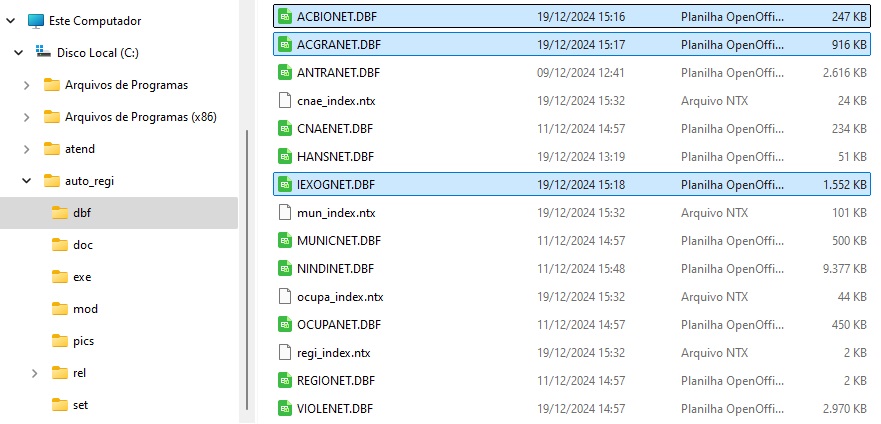 Este Computador
Disco Local (C:)
Arquivos de Programas
Arquivos de Programas (x86)
atend
auto_regi
dbf
doc
exe
mod
pics
rel
set
ACBIONET.DBF 19/12/2024 15:16 Planilha OpenOffi... 247 KB
ACGRANET.DBF 19/12/2024 15:17 Planilha OpenOffi... 916 KB
ANTRANET.DBF 09/12/2024 12:41 Planilha OpenOffi... 2.616 KB
cnae_index.ntx 19/12/2024 15:32 Arquivo NTX 24 KB
CNAENET.DBF 11/12/2024 14:57 Planilha OpenOffi... 234 KB
HANSNET.DBF 19/12/2024 13:19 Planilha OpenOffi... 51 KB
IEXOGNET.DBF 19/12/2024 15:18 Planilha OpenOffi... 1.552 KB
mun_index.ntx 19/12/2024 15:32 Arquivo NTX 101 KB
MUNICNET.DBF 11/12/2024 14:57 Planilha OpenOffi... 500 KB
NINDINET.DBF 11/12/2024 15:48 Planilha OpenOffi... 9.377 KB
ocupa_index.ntx 19/12/2024 15:32 Arquivo NTX 44 KB
OCUPANET.DBF 11/12/2024 14:57 Planilha OpenOffi... 450 KB
regi_index.ntx 19/12/2024 15:32 Arquivo NTX 2 KB
REGIONET.DBF 11/12/2024 14:57 Planilha OpenOffi... 2 KB
VIOLENET.DBF 19/12/2024 14:57 Planilha OpenOffi... 2.970 KB